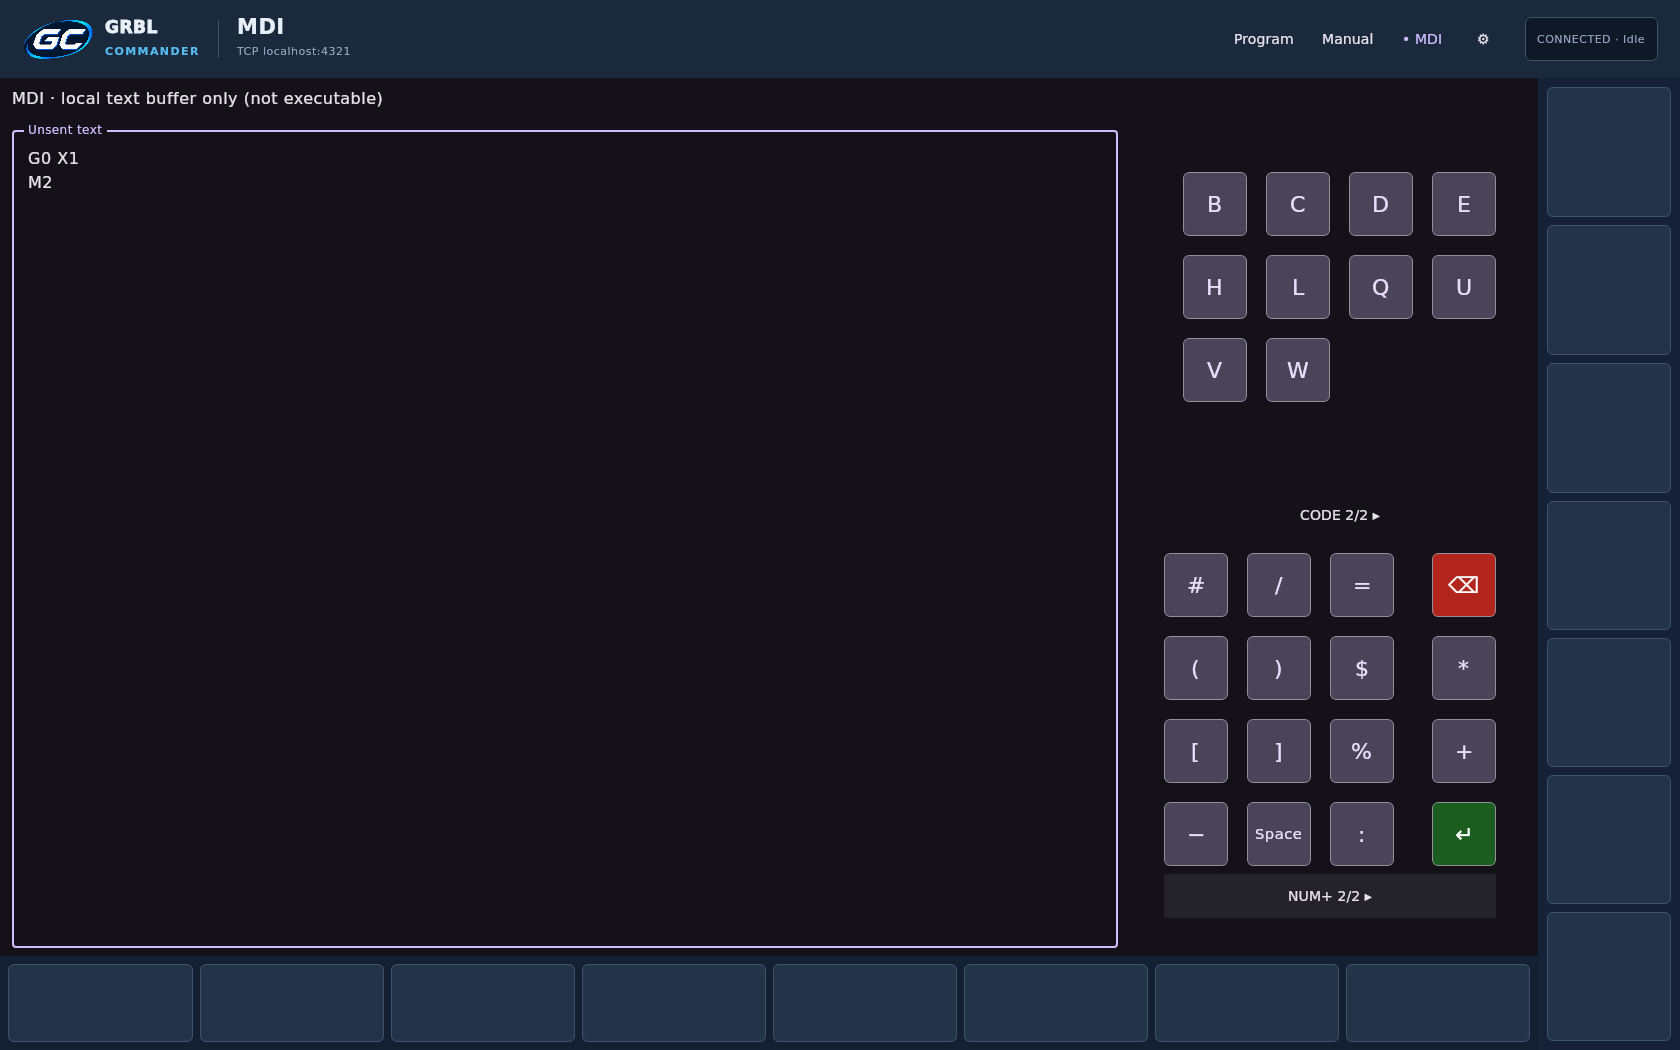 GC GRBL COMMANDER
MDI
TCP localhost:4321
Program Manual • MDI ⚙ CONNECTED · Idle
MDI · local text buffer only (not executable)
Unsent text
G0 X1
M2
B C D E
H L Q U
V W
CODE 2/2 ▸
# / = ⌫
( ) $ *
[ ] % +
− Space : ↵
NUM+ 2/2 ▸